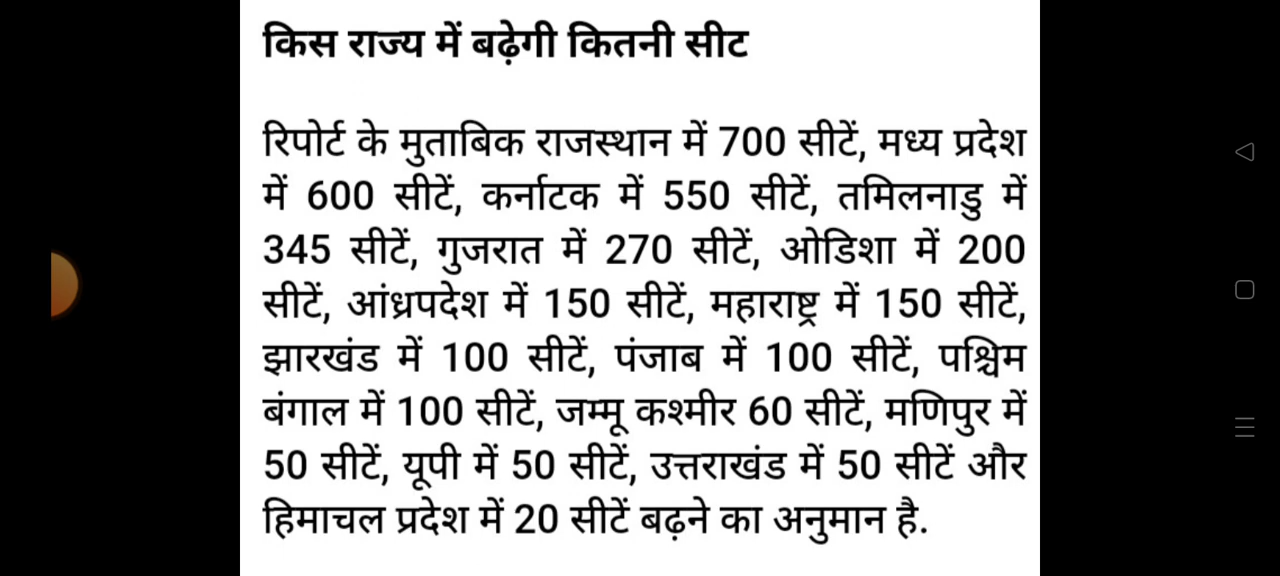 किस राज्य में बढ़ेगी कितनी सीट
रिपोर्ट के मुताबिक राजस्थान में 700 सीटें, मध्य प्रदेश
में 600 सीटें, कर्नाटक में 550 सीटें, तमिलनाडु में
345 सीटें, गुजरात में 270 सीटें, ओडिशा में 200
सीटें, आंध्रपदेश में 150 सीटें, महाराष्ट्र में 150 सीटें,
झारखंड में 100 सीटें, पंजाब में 100 सीटें, पश्चिम
बंगाल में 100 सीटें, जम्मू कश्मीर 60 सीटें, मणिपुर में
50 सीटें, यूपी में 50 सीटें, उत्तराखंड में 50 सीटें और
हिमाचल प्रदेश में 20 सीटें बढ़ने का अनुमान है.